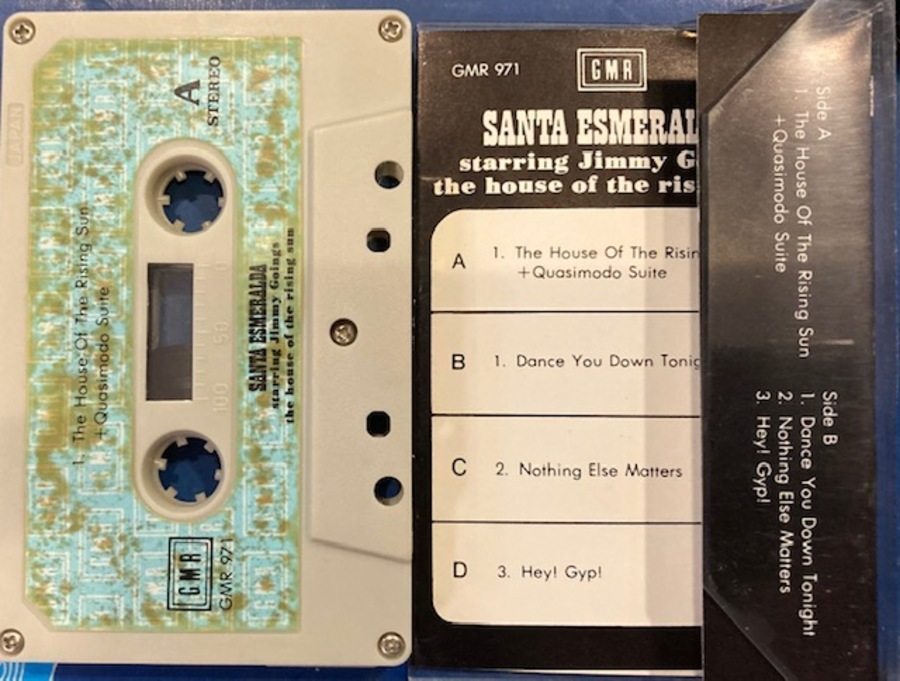 JAPAN
A
STEREO
1. The House Of The Rising Sun
+Quasimodo Suite
0
50
100
SANTA ESMERALDA
starring Jimmy Goings
the house of the rising sun
GMR
GMR 971
GMR 971
GMR
SANTA ESMERAL
starring Jimmy G
the house of the ris
A 1. The House Of The Risin
+Quasimodo Suite
B 1. Dance You Down Tonig
C 2. Nothing Else Matters
D 3. Hey! Gyp!
Side A
1. The House Of The Rising Sun
+Quasimodo Suite
Side B
1. Dance You Down Tonight
2. Nothing Else Matters
3. Hey! Gyp!